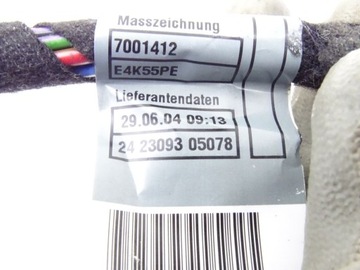 Masszeichnung
7001412
E4K55PE
Lieferantendaten
29.06.04 09:13
24 23093 05078